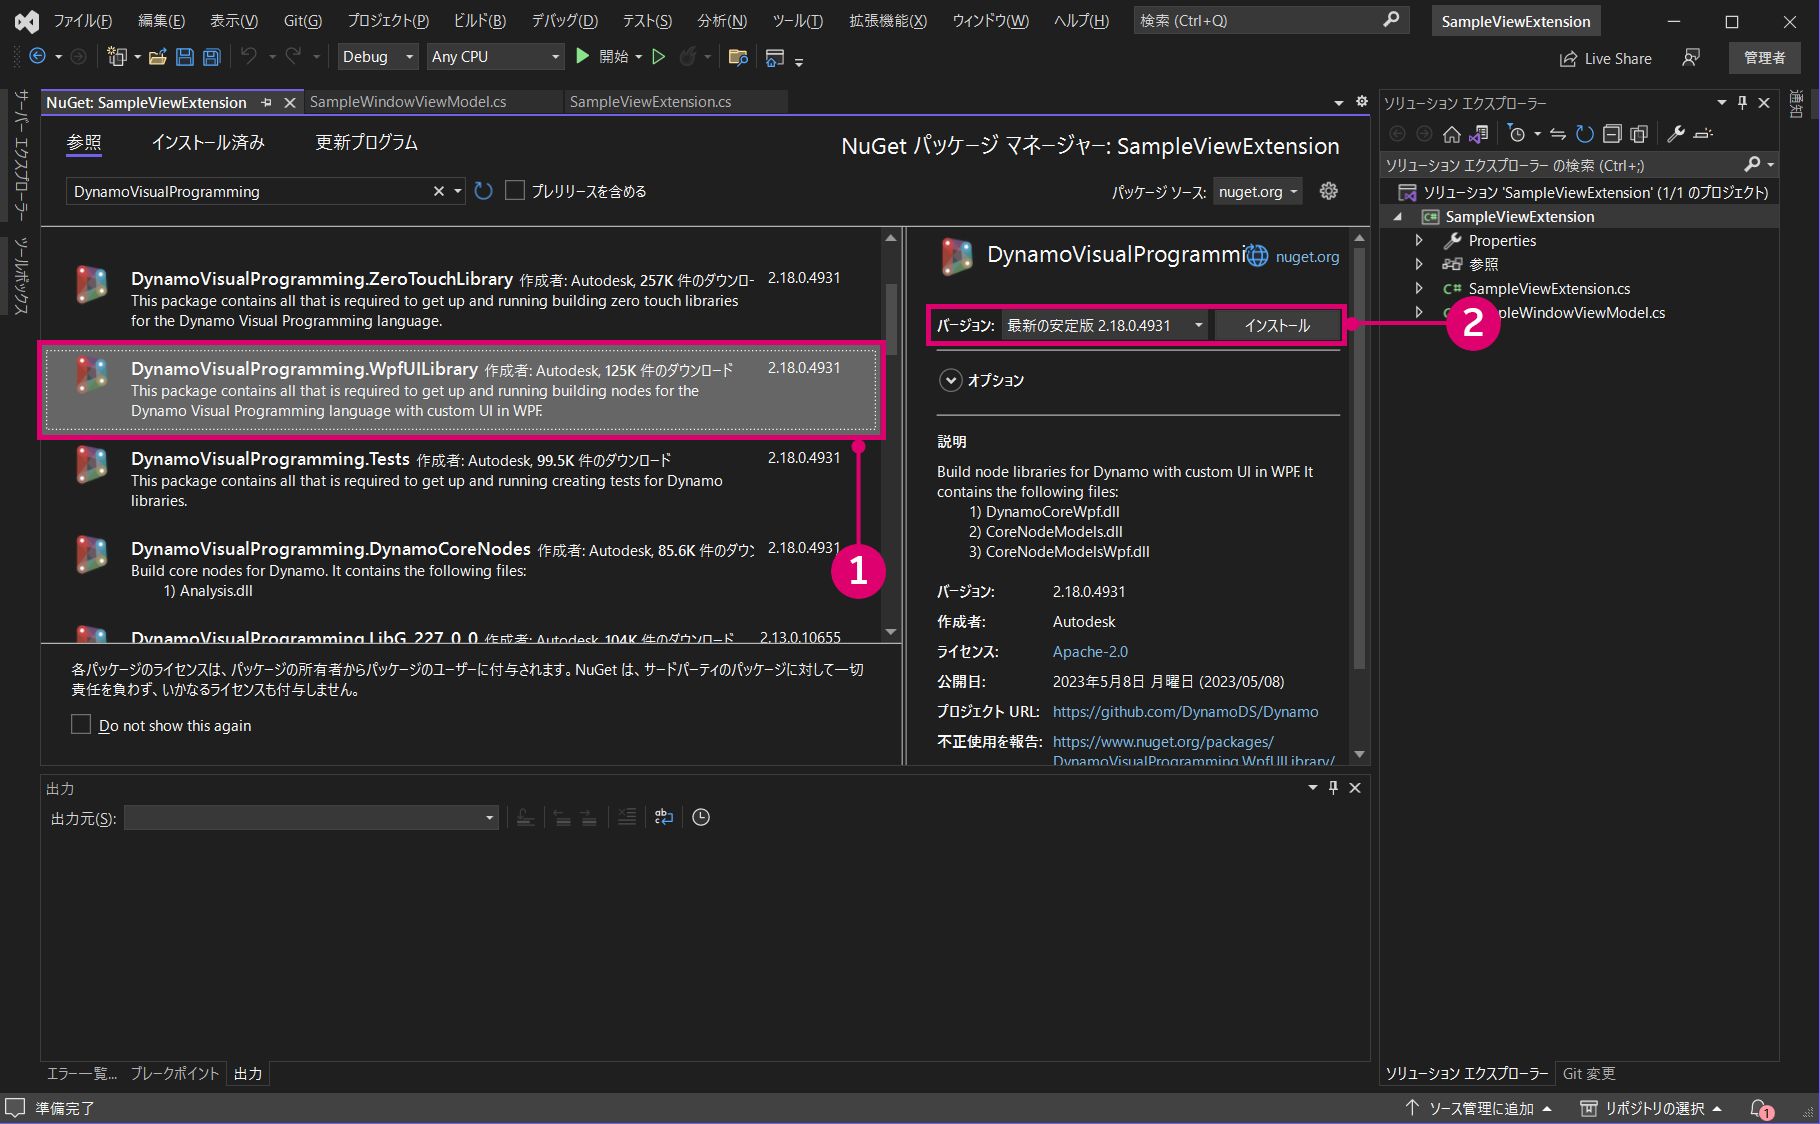 ファイル(F) 編集(E) 表示(V) Git(G) プロジェクト(P) ビルド(B) デバッグ(D) テスト(S) 分析(N) ツール(T) 拡張機能(X) ウィンドウ(W) ヘルプ(H) 検索 (Ctrl+Q) SampleViewExtension
Debug Any CPU 開始 Live Share 管理者
サーバー エクスプローラー
ツールボックス
通知
NuGet: SampleViewExtension SampleWindowViewModel.cs SampleViewExtension.cs
参照 インストール済み 更新プログラム
NuGet パッケージ マネージャー: SampleViewExtension
DynamoVisualProgramming プレリリースを含める
パッケージ ソース: nuget.org
DynamoVisualProgramming.ZeroTouchLibrary 作成者: Autodesk, 257K 件のダウンロー 2.18.0.4931
This package contains all that is required to get up and running building zero touch libraries
for the Dynamo Visual Programming language.
DynamoVisualProgramming.WpfUILibrary 作成者: Autodesk, 125K 件のダウンロード 2.18.0.4931
This package contains all that is required to get up and running building nodes for the
Dynamo Visual Programming language with custom UI in WPF.
DynamoVisualProgramming.Tests 作成者: Autodesk, 99.5K 件のダウンロード 2.18.0.4931
This package contains all that is required to get up and running creating tests for Dynamo
libraries.
DynamoVisualProgramming.DynamoCoreNodes 作成者: Autodesk, 85.6K 件のダウン 2.18.0.4931
Build core nodes for Dynamo. It contains the following files:
1) Analysis.dll
DynamoVisualProgramming.LibG_227_0_0 作成者: Autodesk, 104K 件のダウンロード 2.13.0.10655
1
各パッケージのライセンスは、パッケージの所有者からパッケージのユーザーに付与されます。NuGet は、サードパーティのパッケージに対して一切
責任を負わず、いかなるライセンスも付与しません。
Do not show this again
DynamoVisualProgrammi nuget.org
バージョン: 最新の安定版 2.18.0.4931 インストール
2
オプション
説明
Build node libraries for Dynamo with custom UI in WPF. It
contains the following files:
1) DynamoCoreWpf.dll
2) CoreNodeModels.dll
3) CoreNodeModelsWpf.dll
バージョン: 2.18.0.4931
作成者: Autodesk
ライセンス: Apache-2.0
公開日: 2023年5月8日 月曜日 (2023/05/08)
プロジェクト URL: https://github.com/DynamoDS/Dynamo
不正使用を報告: https://www.nuget.org/packages/
DynamoVisualProgramming.WpfUILibrary/
ソリューション エクスプローラー
ソリューション エクスプローラー の検索 (Ctrl+;)
ソリューション 'SampleViewExtension' (1/1 のプロジェクト)
C# SampleViewExtension
Properties
参照
C# SampleViewExtension.cs
pleWindowViewModel.cs
出力
出力元(S):
エラー一覧... ブレークポイント 出力
ソリューション エクスプローラー Git 変更
準備完了 ソース管理に追加 リポジトリの選択 1